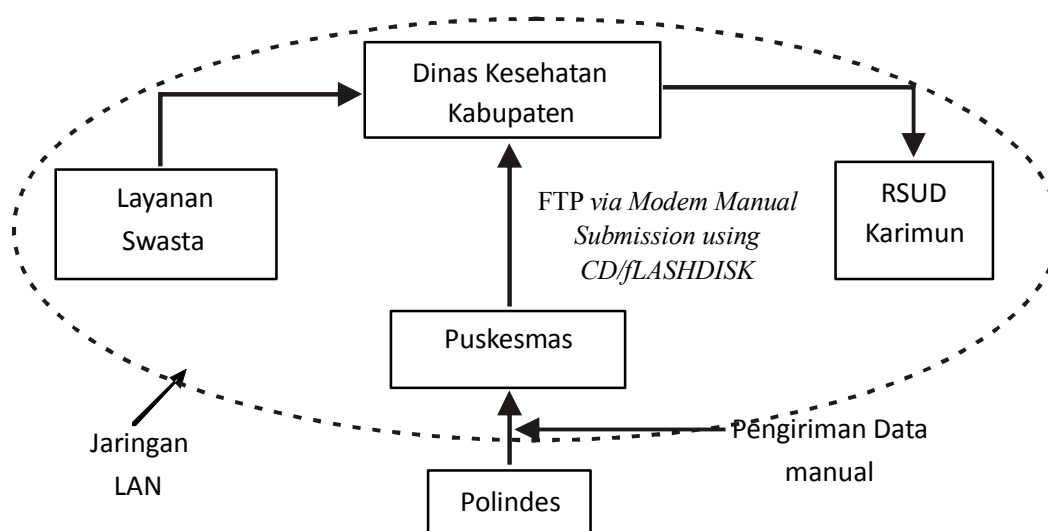 Dinas Kesehatan
Kabupaten
Layanan
Swasta
FTP via Modem Manual
Submission using
CD/fLASHDISK
RSUD
Karimun
Puskesmas
Jaringan
LAN
Pengiriman Data
manual
Polindes